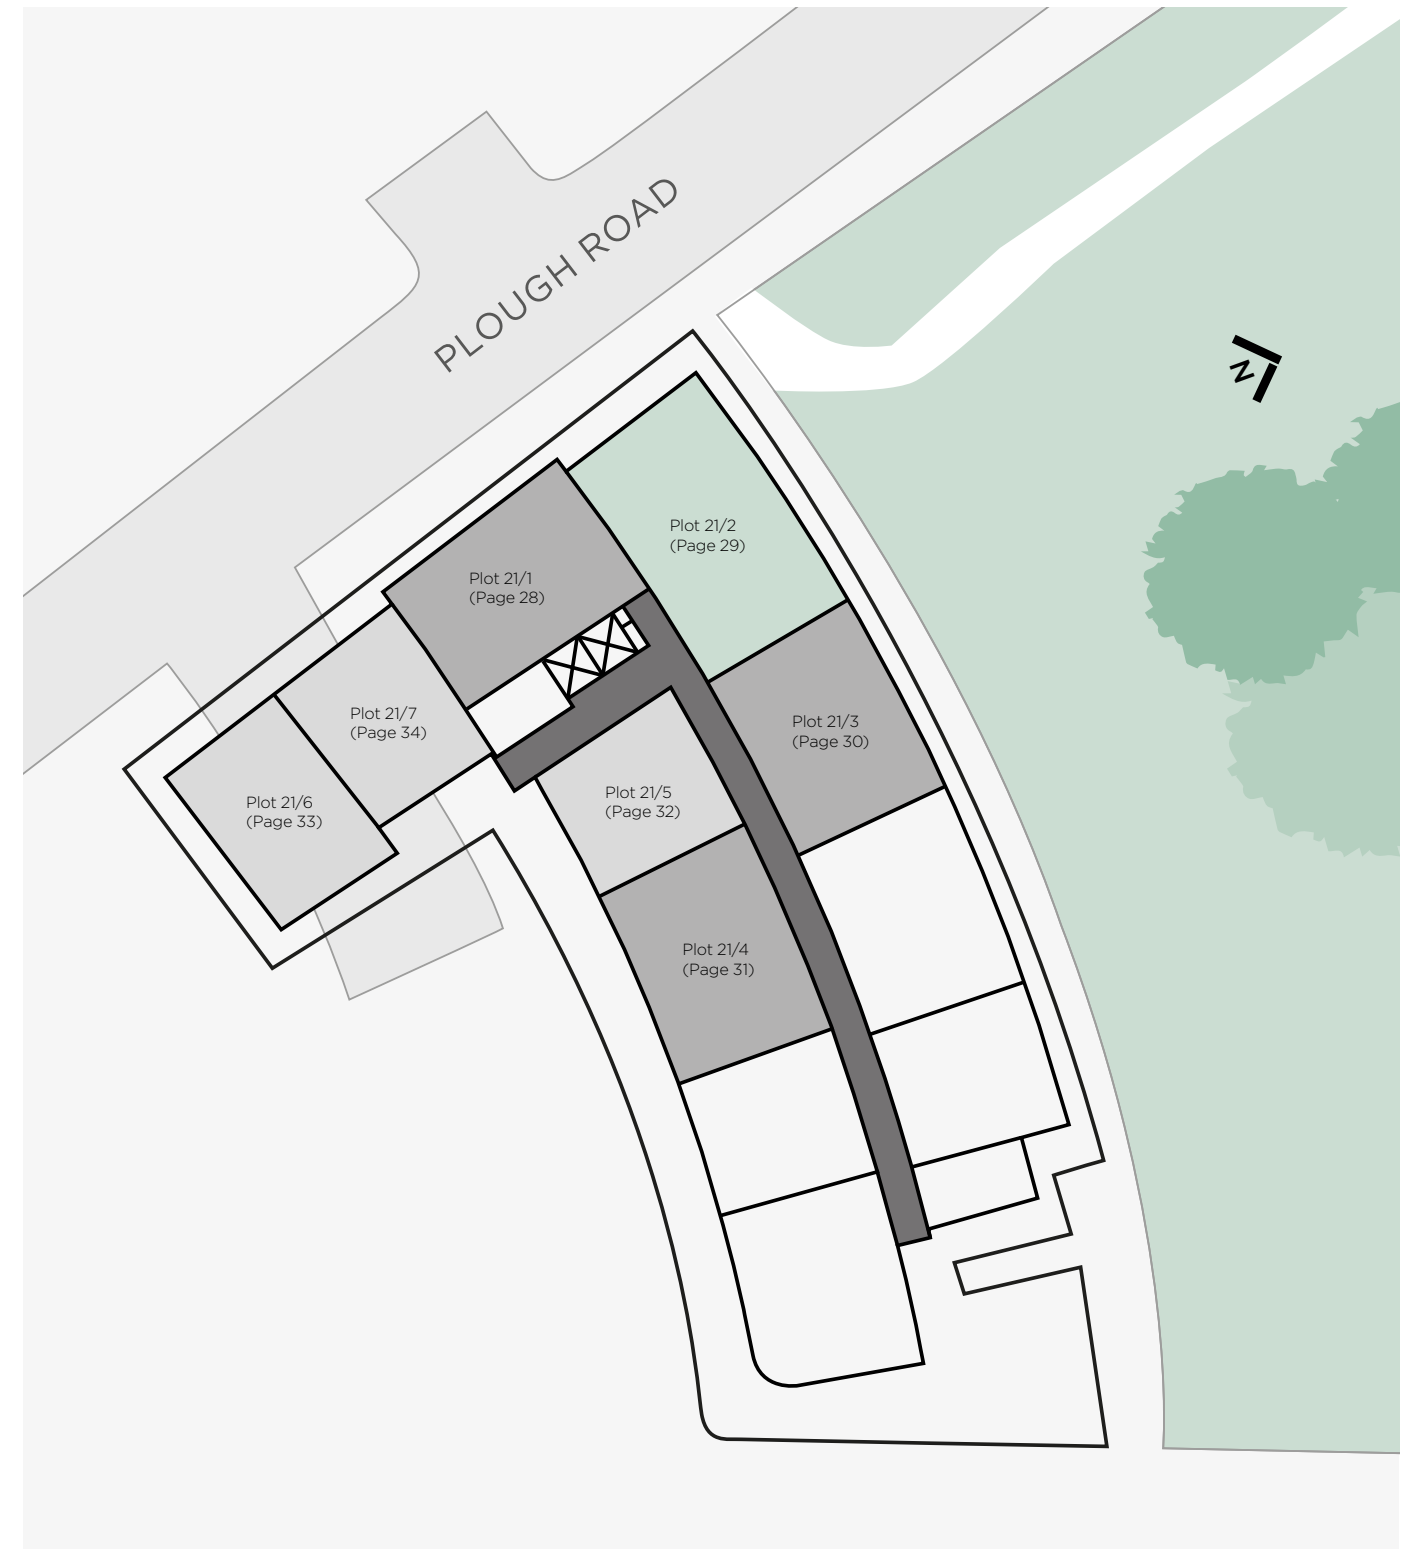 PLOUGH ROAD
N
Plot 21/2
(Page 29)
Plot 21/1
(Page 28)
Plot 21/7
(Page 34)
Plot 21/3
(Page 30)
Plot 21/6
(Page 33)
Plot 21/5
(Page 32)
Plot 21/4
(Page 31)